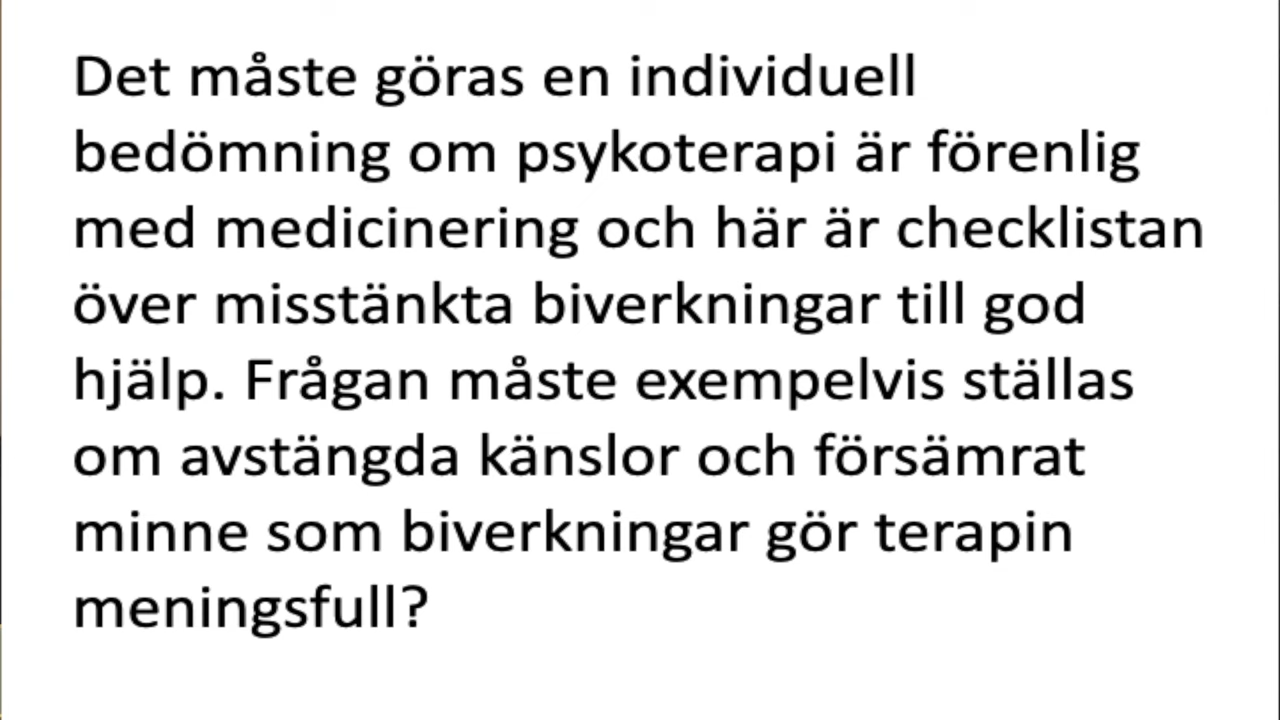 Det måste göras en individuell
bedömning om psykoterapi är förenlig
med medicinering och här är checklistan
över misstänkta biverkningar till god
hjälp. Frågan måste exempelvis ställas
om avstängda känslor och försämrat
minne som biverkningar gör terapin
meningsfull?